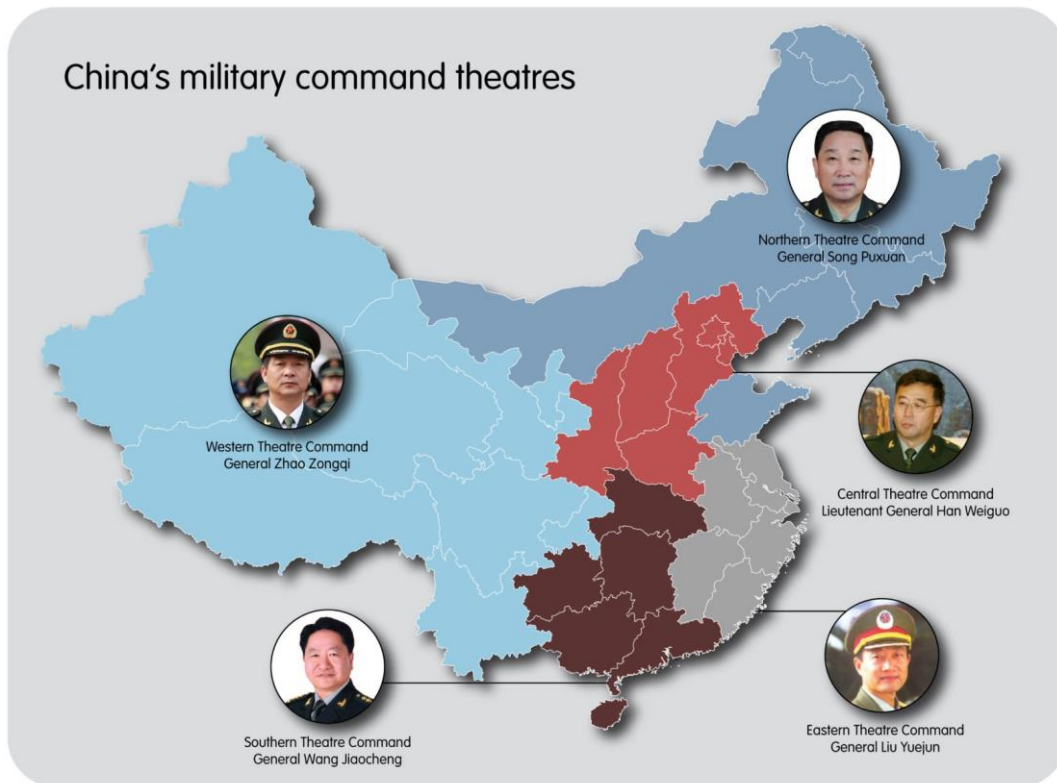 China's military command theatres
Northern Theatre Command
General Song Puxuan
Western Theatre Command
General Zhao Zongqi
Central Theatre Command
Lieutenant General Han Weiguo
Southern Theatre Command
General Wang Jiaocheng
Eastern Theatre Command
General Liu Yuejun